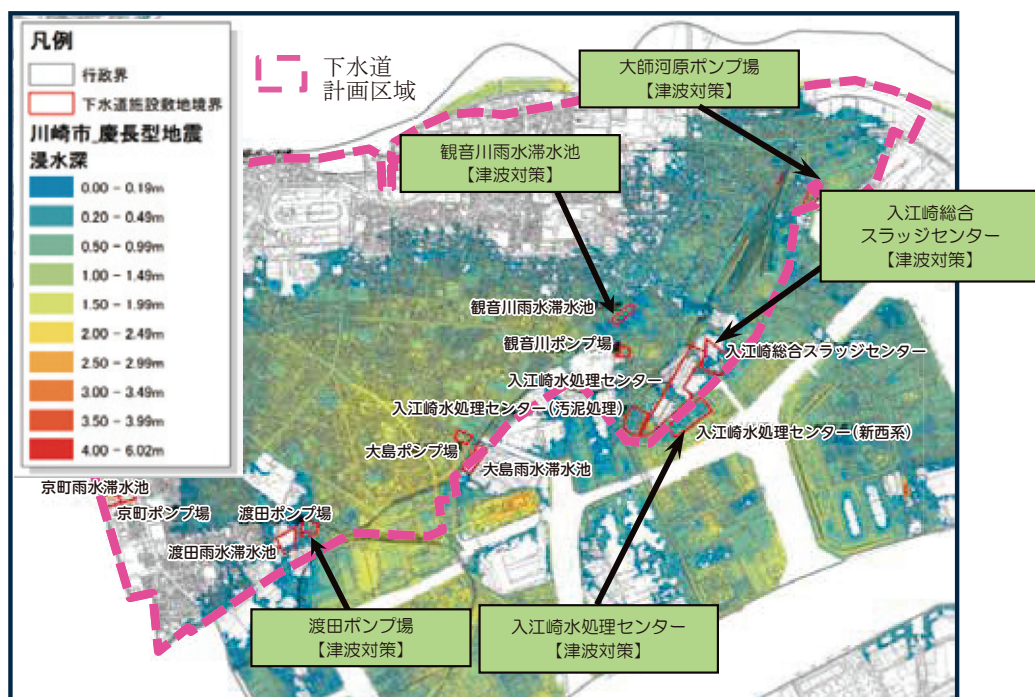 凡例
行政界
下水道施設敷地境界
川崎市_慶長型地震
浸水深
0.00 - 0.19m
0.20 - 0.49m
0.50 - 0.99m
1.00 - 1.49m
1.50 - 1.99m
2.00 - 2.49m
2.50 - 2.99m
3.00 - 3.49m
3.50 - 3.99m
4.00 - 6.02m
下水道
計画区域
大師河原ポンプ場
【津波対策】
観音川雨水滞水池
【津波対策】
入江崎総合
スラッジセンター
【津波対策】
観音川雨水滞水池
観音川ポンプ場
入江崎総合スラッジセンター
入江崎水処理センター
入江崎水処理センター(汚泥処理)
入江崎水処理センター(新西系)
大島ポンプ場
大島雨水滞水池
京町雨水滞水池
京町ポンプ場
渡田ポンプ場
渡田雨水滞水池
渡田ポンプ場
【津波対策】
入江崎水処理センター
【津波対策】